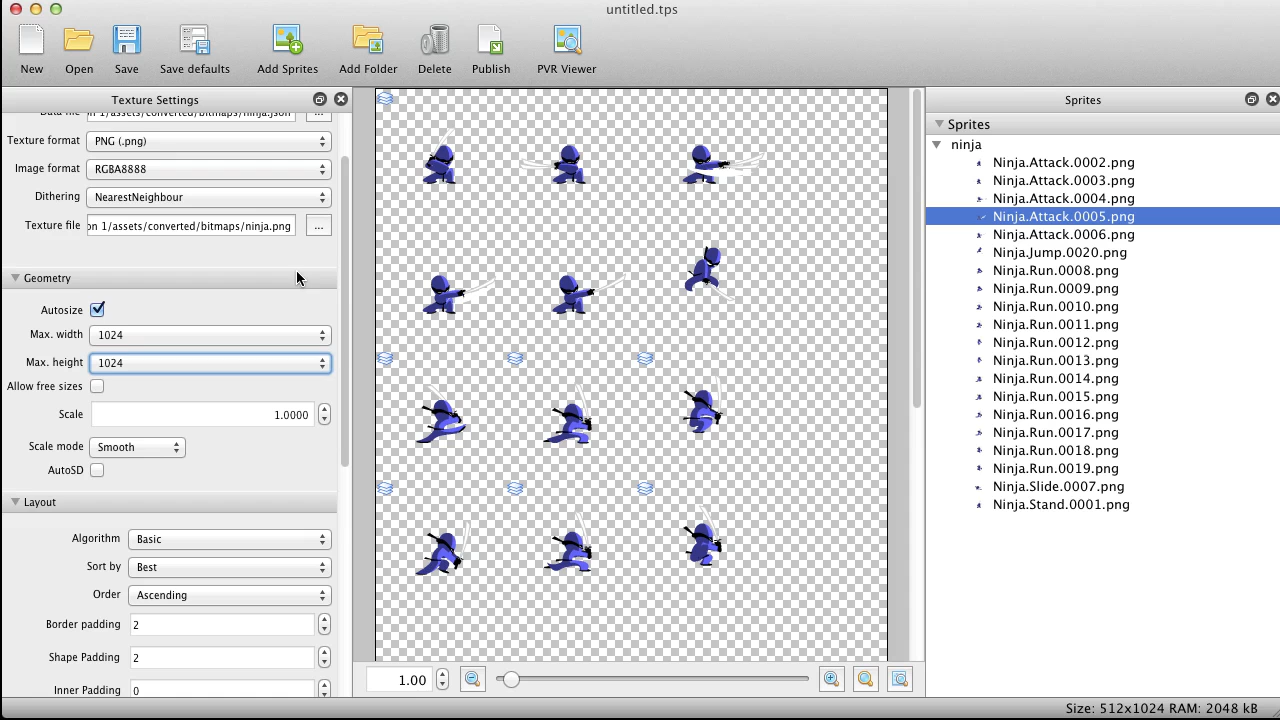 untitled.tps
New
Open
Save
Save defaults
Add Sprites
Add Folder
Delete
Publish
PVR Viewer
Texture Settings
n 1/assets/converted/bitmaps/ninja.json
...
Texture format PNG (.png)
Image format RGBA8888
Dithering NearestNeighbour
Texture file on 1/assets/converted/bitmaps/ninja.png ...
Geometry
Autosize
Max. width 1024
Max. height 1024
Allow free sizes
Scale 1.0000
Scale mode Smooth
AutoSD
Layout
Algorithm Basic
Sort by Best
Order Ascending
Border padding 2
Shape Padding 2
Inner Padding 0
1.00
Sprites
Sprites
ninja
Ninja.Attack.0002.png
Ninja.Attack.0003.png
Ninja.Attack.0004.png
Ninja.Attack.0005.png
Ninja.Attack.0006.png
Ninja.Jump.0020.png
Ninja.Run.0008.png
Ninja.Run.0009.png
Ninja.Run.0010.png
Ninja.Run.0011.png
Ninja.Run.0012.png
Ninja.Run.0013.png
Ninja.Run.0014.png
Ninja.Run.0015.png
Ninja.Run.0016.png
Ninja.Run.0017.png
Ninja.Run.0018.png
Ninja.Run.0019.png
Ninja.Slide.0007.png
Ninja.Stand.0001.png
Size: 512x1024 RAM: 2048 kB